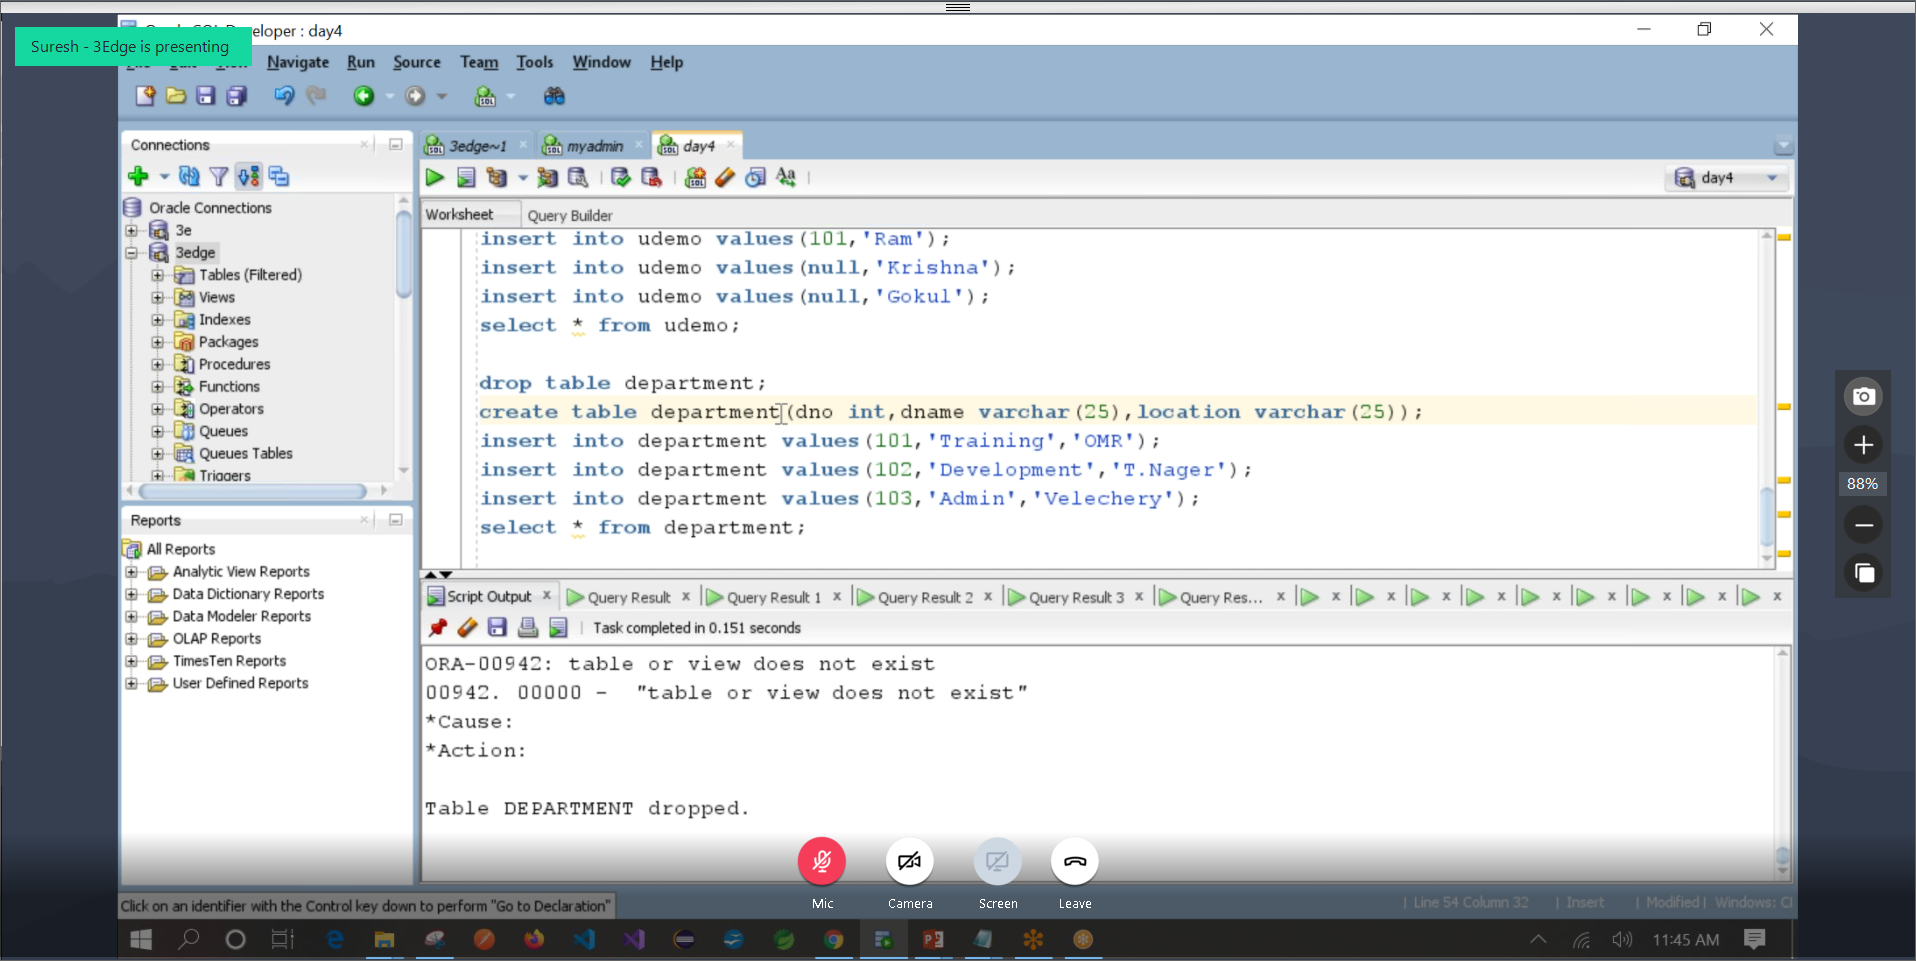 Suresh - 3Edge is presenting
eloper : day4
Navigate Run Source Team Tools Window Help
Connections
3edge~1
myadmin
day4
day4
Oracle Connections
3e
3edge
Tables (Filtered)
Views
Indexes
Packages
Procedures
Functions
Operators
Queues
Queues Tables
Triggers
Worksheet
Query Builder
insert into udemo values(101,'Ram');
insert into udemo values(null,'Krishna');
insert into udemo values(null,'Gokul');
select * from udemo;
drop table department;
create table department(dno int,dname varchar(25),location varchar(25));
insert into department values(101,'Training','OMR');
insert into department values(102,'Development','T.Nager');
insert into department values(103,'Admin','Velechery');
select * from department;
88%
Reports
All Reports
Analytic View Reports
Data Dictionary Reports
Data Modeler Reports
OLAP Reports
TimesTen Reports
User Defined Reports
Script Output
Query Result
Query Result 1
Query Result 2
Query Result 3
Query Res...
Task completed in 0.151 seconds
ORA-00942: table or view does not exist
00942. 00000 - "table or view does not exist"
*Cause:
*Action:
Table DEPARTMENT dropped.
Mic
Camera
Screen
Leave
Click on an identifier with the Control key down to perform "Go to Declaration"
Line 54 Column 32
Insert
Modified
Windows:
11:45 AM